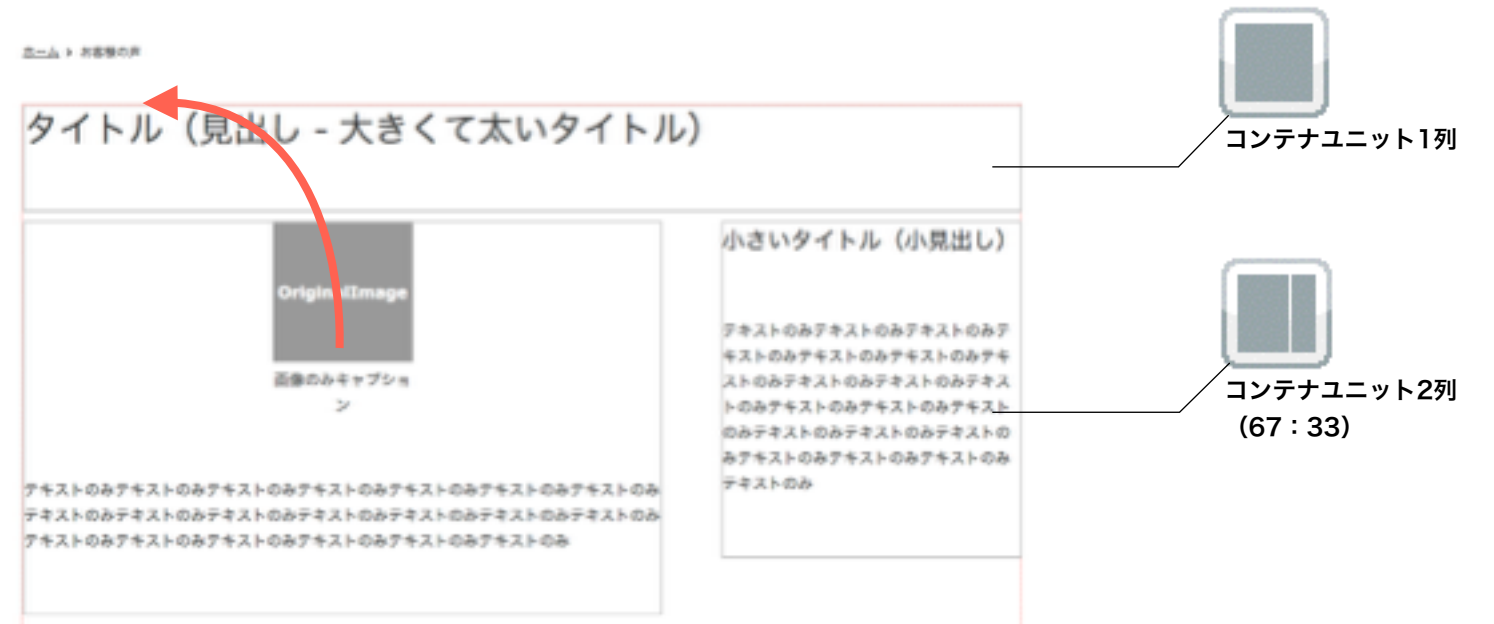 ホーム › お客様の声
タイトル（見出し - 大きくて太いタイトル）
コンテナユニット1列
OriginalImage
画像のみキャプショ
ン
テキストのみテキストのみテキストのみテキストのみテキストのみテキストのみテキストのみ
テキストのみテキストのみテキストのみテキストのみテキストのみテキストのみテキストのみ
テキストのみテキストのみテキストのみテキストのみテキストのみテキストのみ
小さいタイトル（小見出し）
テキストのみテキストのみテキストのみテ
キストのみテキストのみテキストのみテキ
ストのみテキストのみテキストのみテキス
トのみテキストのみテキストのみテキスト
のみテキストのみテキストのみテキストの
みテキストのみテキストのみテキストのみ
テキストのみ
コンテナユニット2列
（67：33）